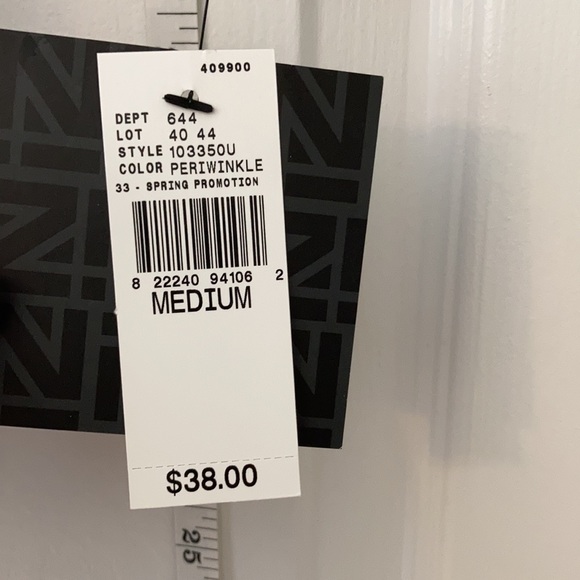 409900
DEPT 644
LOT 40 44
STYLE 103350U
COLOR PERIWINKLE
33 - SPRING PROMOTION
8 22240 94106 2
MEDIUM
$38.00
25